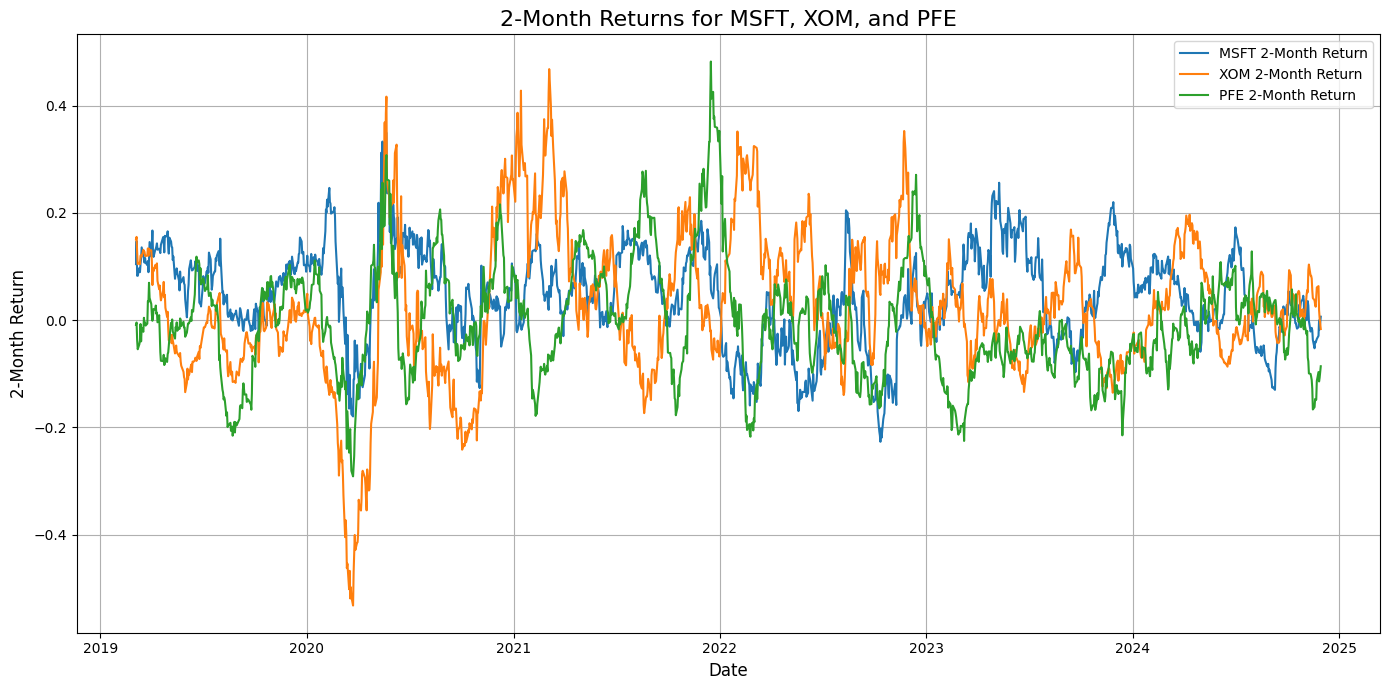 2-Month Returns for MSFT, XOM, and PFE
MSFT 2-Month Return
XOM 2-Month Return
PFE 2-Month Return
2-Month Return
0.4
0.2
0.0
−0.2
−0.4
2019 2020 2021 2022 2023 2024 2025
Date